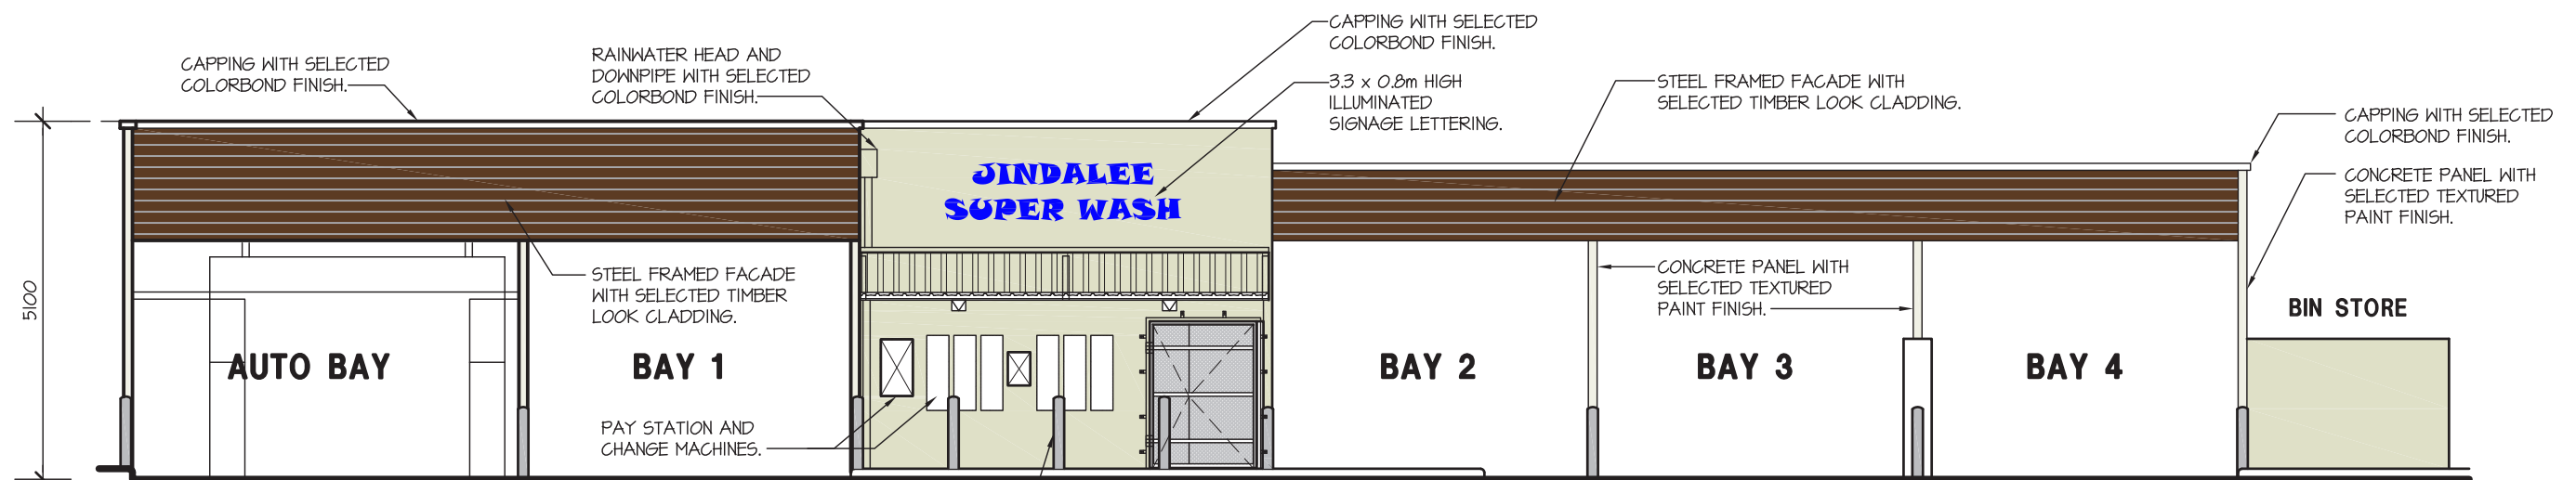 CAPPING WITH SELECTED
COLORBOND FINISH.
RAINWATER HEAD AND
DOWNPIPE WITH SELECTED
COLORBOND FINISH.
CAPPING WITH SELECTED
COLORBOND FINISH.
3.3 x 0.8m HIGH
ILLUMINATED
SIGNAGE LETTERING.
STEEL FRAMED FACADE WITH
SELECTED TIMBER LOOK CLADDING.
CAPPING WITH SELECTED
COLORBOND FINISH.
CONCRETE PANEL WITH
SELECTED TEXTURED
PAINT FINISH.
JINDALEE
SUPER WASH
5100
STEEL FRAMED FACADE
WITH SELECTED TIMBER
LOOK CLADDING.
CONCRETE PANEL WITH
SELECTED TEXTURED
PAINT FINISH.
BIN STORE
AUTO BAY
BAY 1
BAY 2
BAY 3
BAY 4
PAY STATION AND
CHANGE MACHINES.